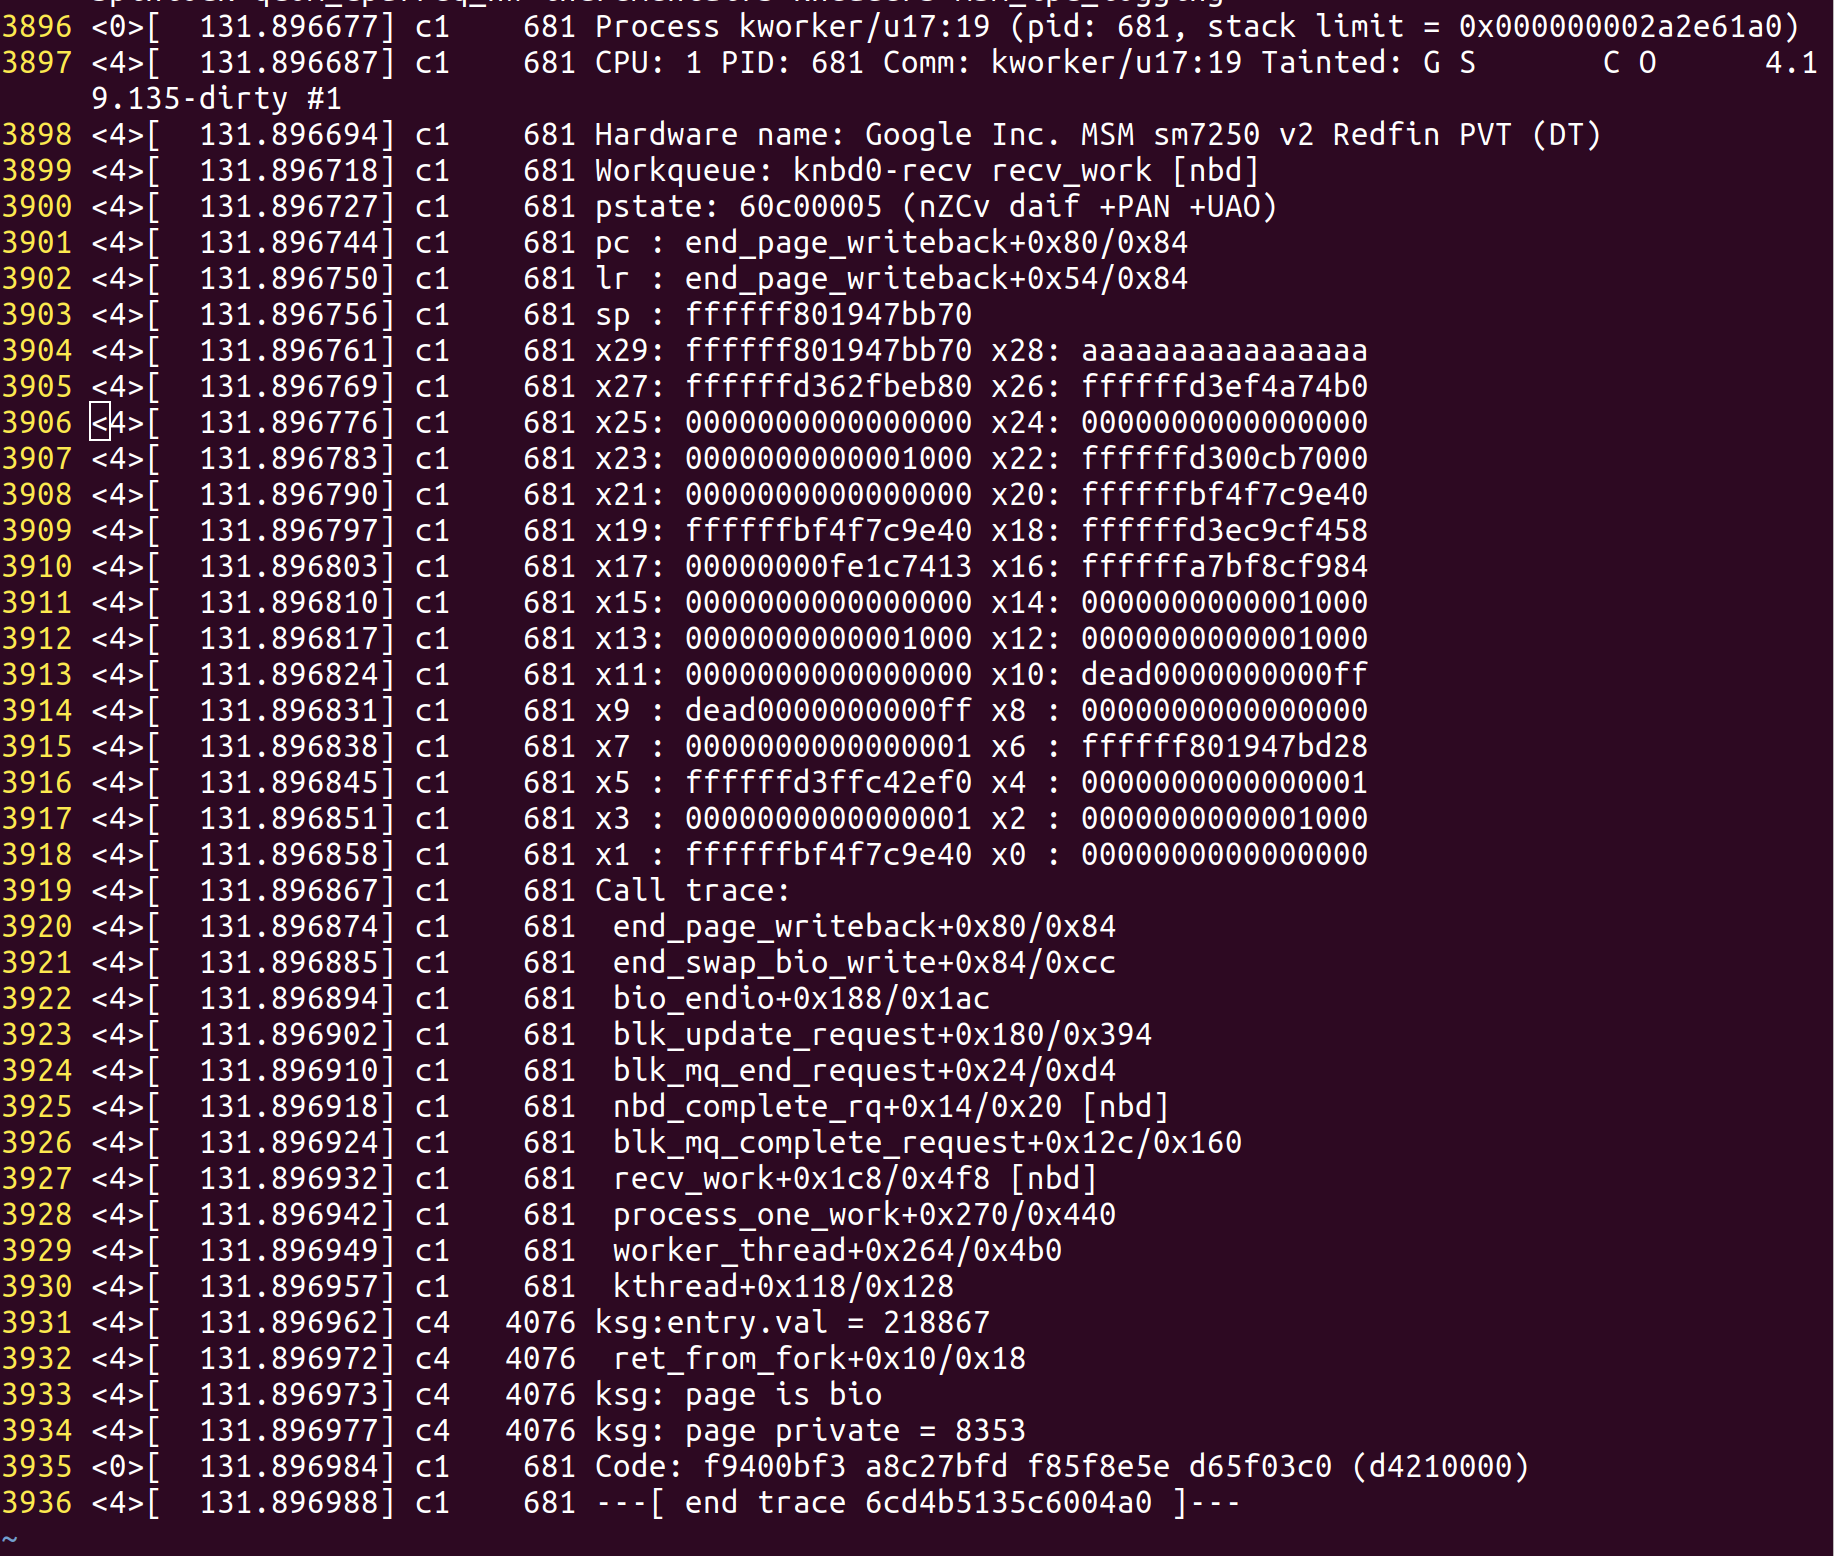 3896 <0>[  131.896677] c1    681 Process kworker/u17:19 (pid: 681, stack limit = 0x000000002a2e61a0)
3897 <4>[  131.896687] c1    681 CPU: 1 PID: 681 Comm: kworker/u17:19 Tainted: G S       C O      4.1
9.135-dirty #1
3898 <4>[  131.896694] c1    681 Hardware name: Google Inc. MSM sm7250 v2 Redfin PVT (DT)
3899 <4>[  131.896718] c1    681 Workqueue: knbd0-recv recv_work [nbd]
3900 <4>[  131.896727] c1    681 pstate: 60c00005 (nZCv daif +PAN +UAO)
3901 <4>[  131.896744] c1    681 pc : end_page_writeback+0x80/0x84
3902 <4>[  131.896750] c1    681 lr : end_page_writeback+0x54/0x84
3903 <4>[  131.896756] c1    681 sp : ffffff801947bb70
3904 <4>[  131.896761] c1    681 x29: ffffff801947bb70 x28: aaaaaaaaaaaaaaaa
3905 <4>[  131.896769] c1    681 x27: ffffffd362fbeb80 x26: ffffffd3ef4a74b0
3906 <4>[  131.896776] c1    681 x25: 0000000000000000 x24: 0000000000000000
3907 <4>[  131.896783] c1    681 x23: 0000000000001000 x22: ffffffd300cb7000
3908 <4>[  131.896790] c1    681 x21: 0000000000000000 x20: ffffffbf4f7c9e40
3909 <4>[  131.896797] c1    681 x19: ffffffbf4f7c9e40 x18: ffffffd3ec9cf458
3910 <4>[  131.896803] c1    681 x17: 00000000fe1c7413 x16: ffffffa7bf8cf984
3911 <4>[  131.896810] c1    681 x15: 0000000000000000 x14: 0000000000001000
3912 <4>[  131.896817] c1    681 x13: 0000000000001000 x12: 0000000000001000
3913 <4>[  131.896824] c1    681 x11: 0000000000000000 x10: dead0000000000ff
3914 <4>[  131.896831] c1    681 x9 : dead0000000000ff x8 : 0000000000000000
3915 <4>[  131.896838] c1    681 x7 : 0000000000000001 x6 : ffffff801947bd28
3916 <4>[  131.896845] c1    681 x5 : ffffffd3ffc42ef0 x4 : 0000000000000001
3917 <4>[  131.896851] c1    681 x3 : 0000000000000001 x2 : 0000000000001000
3918 <4>[  131.896858] c1    681 x1 : ffffffbf4f7c9e40 x0 : 0000000000000000
3919 <4>[  131.896867] c1    681 Call trace:
3920 <4>[  131.896874] c1    681  end_page_writeback+0x80/0x84
3921 <4>[  131.896885] c1    681  end_swap_bio_write+0x84/0xcc
3922 <4>[  131.896894] c1    681  bio_endio+0x188/0x1ac
3923 <4>[  131.896902] c1    681  blk_update_request+0x180/0x394
3924 <4>[  131.896910] c1    681  blk_mq_end_request+0x24/0xd4
3925 <4>[  131.896918] c1    681  nbd_complete_rq+0x14/0x20 [nbd]
3926 <4>[  131.896924] c1    681  blk_mq_complete_request+0x12c/0x160
3927 <4>[  131.896932] c1    681  recv_work+0x1c8/0x4f8 [nbd]
3928 <4>[  131.896942] c1    681  process_one_work+0x270/0x440
3929 <4>[  131.896949] c1    681  worker_thread+0x264/0x4b0
3930 <4>[  131.896957] c1    681  kthread+0x118/0x128
3931 <4>[  131.896962] c4   4076 ksg:entry.val = 218867
3932 <4>[  131.896972] c4   4076  ret_from_fork+0x10/0x18
3933 <4>[  131.896973] c4   4076 ksg: page is bio
3934 <4>[  131.896977] c4   4076 ksg: page private = 8353
3935 <0>[  131.896984] c1    681 Code: f9400bf3 a8c27bfd f85f8e5e d65f03c0 (d4210000)
3936 <4>[  131.896988] c1    681 ---[ end trace 6cd4b5135c6004a0 ]---
~